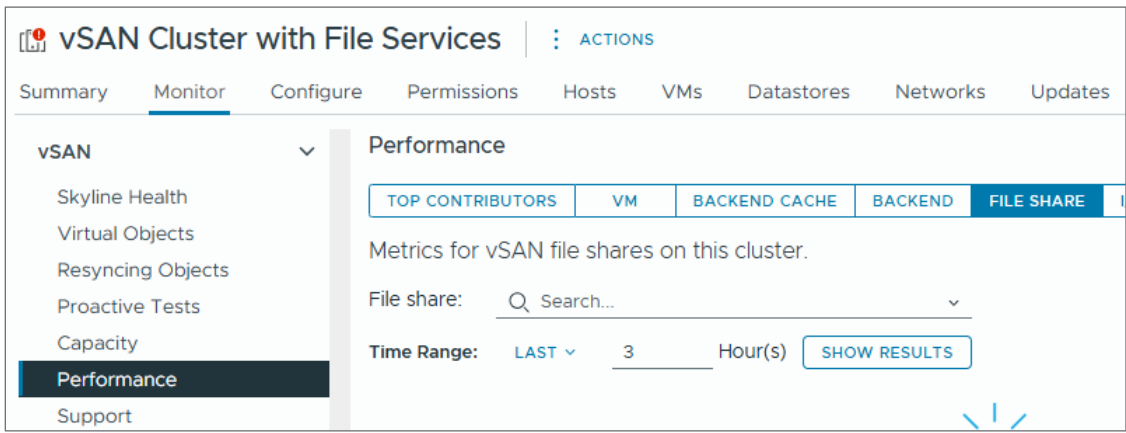 vSAN Cluster with File Services ACTIONS
Summary Monitor Configure Permissions Hosts VMs Datastores Networks Updates
vSAN
Skyline Health
Virtual Objects
Resyncing Objects
Proactive Tests
Capacity
Performance
Support
Performance
TOP CONTRIBUTORS VM BACKEND CACHE BACKEND FILE SHARE
Metrics for vSAN file shares on this cluster.
File share: Search...
Time Range: LAST 3 Hour(s) SHOW RESULTS